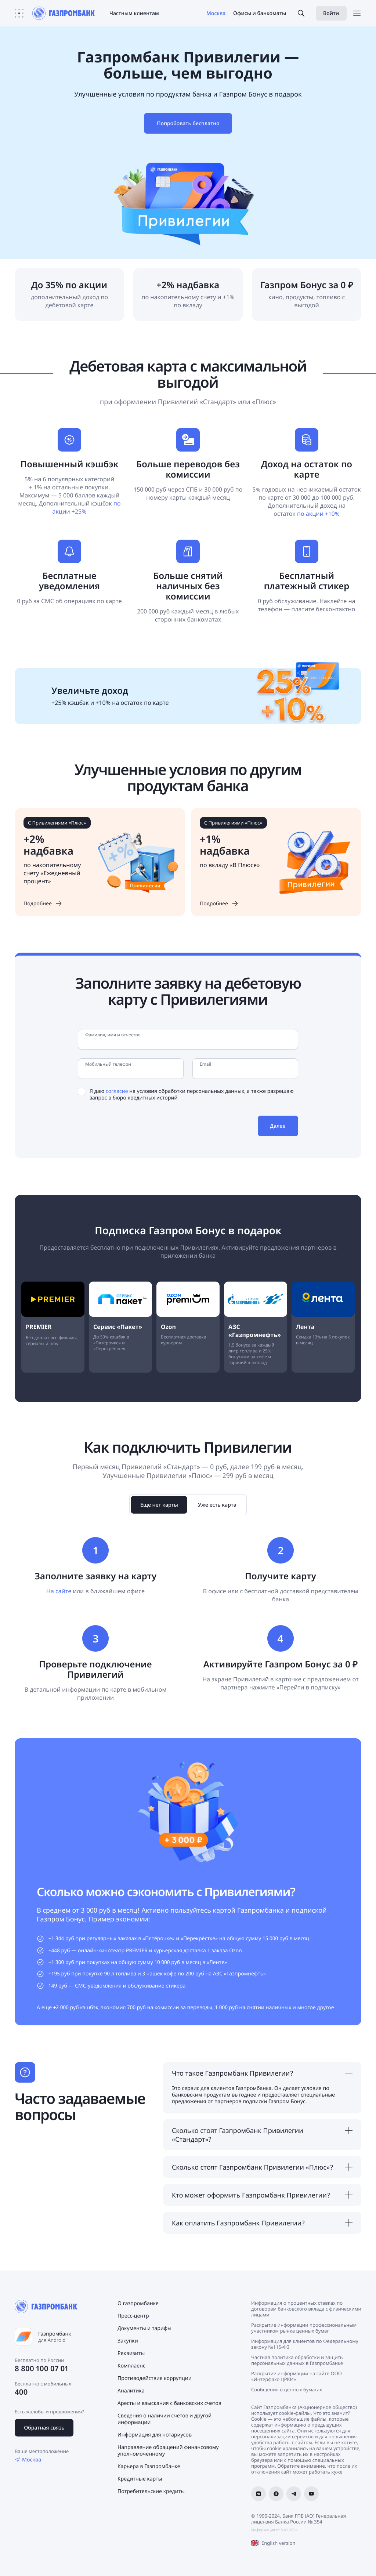 ГАЗПРОМБАНК
Частным клиентам
Москва
Офисы и банкоматы
Войти
Газпромбанк Привилегии —
больше, чем выгодно
Улучшенные условия по продуктам банка и Газпром Бонус в подарок
Попробовать бесплатно
Привилегии
До 35% по акции
дополнительный доход по
дебетовой карте
+2% надбавка
по накопительному счету и +1%
по вкладу
Газпром Бонус за 0 ₽
кино, продукты, топливо с
выгодой
Дебетовая карта с максимальной
выгодой
при оформлении Привилегий «Стандарт» или «Плюс»
Повышенный кэшбэк
5% на 6 популярных категорий
+ 1% на остальные покупки.
Максимум — 5 000 баллов каждый
месяц. Дополнительный кэшбэк по
акции +25%
Больше переводов без
комиссии
150 000 руб через СПБ и 30 000 руб по
номеру карты каждый месяц
Доход на остаток по
карте
5% годовых на неснижаемый остаток
по карте от 30 000 до 100 000 руб.
Дополнительный доход на
остаток по акции +10%
Бесплатные
уведомления
0 руб за СМС об операциях по карте
Больше снятий
наличных без
комиссии
200 000 руб каждый месяц в любых
сторонних банкоматах
Бесплатный
платежный стикер
0 руб обслуживание. Наклейте на
телефон — платите бесконтактно
Увеличьте доход
+25% кэшбэк и +10% на остаток по карте
25%
+10%
Улучшенные условия по другим
продуктам банка
С Привилегиями «Плюс»
+2%
надбавка
по накопительному
счету «Ежедневный
процент»
Подробнее
Привилегии
С Привилегиями «Плюс»
+1%
надбавка
по вкладу «В Плюсе»
Подробнее
Привилегии
Заполните заявку на дебетовую
карту с Привилегиями
Фамилия, имя и отчество
Мобильный телефон
Email
Я даю согласие на условия обработки персональных данных, а также разрешаю
запрос в бюро кредитных историй
Далее
Подписка Газпром Бонус в подарок
Предоставляется бесплатно при подключенных Привилегиях. Активируйте предложения партнеров в
приложении банка
PREMIER
PREMIER
Без доплат все фильмы,
сериалы и шоу
СЕРВИС
пакет
Сервис «Пакет»
До 50% кэшбэк в
«Пятёрочке» и
«Перекрёстке»
OZON
premium
Ozon
Бесплатная доставка
курьером
ГАЗПРОМНЕФТЬ
АЗС
«Газпромнефть»
1,5 бонуса за каждый
литр топлива и 25%
бонусами за кофе и
горячий шоколад
лента
Лента
Скидка 15% на 5 покупок
в месяц
Как подключить Привилегии
Первый месяц Привилегий «Стандарт» — 0 руб, далее 199 руб в месяц.
Улучшенные Привилегии «Плюс» — 299 руб в месяц
Еще нет карты
Уже есть карта
1
Заполните заявку на карту
На сайте или в ближайшем офисе
2
Получите карту
В офисе или с бесплатной доставкой представителем
банка
3
Проверьте подключение
Привилегий
В детальной информации по карте в мобильном
приложении
4
Активируйте Газпром Бонус за 0 ₽
На экране Привилегий в карточке с предложением от
партнера нажмите «Перейти в подписку»
+ 3 000 ₽
Сколько можно сэкономить с Привилегиями?
В среднем от 3 000 руб в месяц! Активно пользуйтесь картой Газпромбанка и подпиской
Газпром Бонус. Пример экономии:
~1 344 руб при регулярных заказах в «Пятёрочке» и «Перекрёстке» на общую сумму 15 000 руб в месяц
~448 руб — онлайн-кинотеатр PREMIER и курьерская доставка 1 заказа Ozon
~1 300 руб при покупках на общую сумму 10 000 руб в месяц в «Ленте»
~195 руб при покупке 90 л топлива и 3 чашек кофе по 200 руб на АЗС «Газпромнефть»
149 руб — СМС-уведомления и обслуживание стикера
А еще +2 000 руб кэшбэк, экономия 700 руб на комиссии за переводы, 1 000 руб на снятии наличных и многое другое
Часто задаваемые
вопросы
Что такое Газпромбанк Привилегии?
Это сервис для клиентов Газпромбанка. Он делает условия по
банковским продуктам выгоднее и предоставляет специальные
предложения от партнеров подписки Газпром Бонус.
Сколько стоят Газпромбанк Привилегии
«Стандарт»?
Сколько стоят Газпромбанк Привилегии «Плюс»?
Кто может оформить Газпромбанк Привилегии?
Как оплатить Газпромбанк Привилегии?
ГАЗПРОМБАНК
Газпромбанк
для Android
Бесплатно по России
8 800 100 07 01
Бесплатно с мобильных
400
Есть жалобы и предложения?
Обратная связь
Ваше местоположение
Москва
О газпромбанке
Пресс-центр
Документы и тарифы
Закупки
Реквизиты
Комплаенс
Противодействие коррупции
Аналитика
Аресты и взыскания с банковских счетов
Сведения о наличии счетов и другой
информации
Информация для нотариусов
Направление обращений финансовому
уполномоченному
Карьера в Газпромбанке
Кредитные карты
Потребительские кредиты
Информация о процентных ставках по
договорам банковского вклада с физическими
лицами
Раскрытие информации профессиональным
участником рынка ценных бумаг
Информация для клиентов по Федеральному
закону №115-ФЗ
Частная политика обработки и защиты
персональных данных в Газпромбанке
Раскрытие информации на сайте ООО
«Интерфакс-ЦРКИ»
Сообщения о ценных бумагах
Сайт Газпромбанка (Акционерное общество)
использует cookie-файлы. Что это значит?
Cookie — это небольшие файлы, которые
содержат информацию о предыдущих
посещениях сайта. Они используются для
персонализации сервисов и для повышения
удобства работы с сайтом. Если вы не хотите,
чтобы cookie хранились на вашем устройстве,
вы можете запретить их в настройках
браузера или с помощью специальных
программ. Обратите внимание, что после их
отключения сайт может работать хуже
© 1990-2024, Банк ГПБ (АО) Генеральная
лицензия Банка России № 354
English version